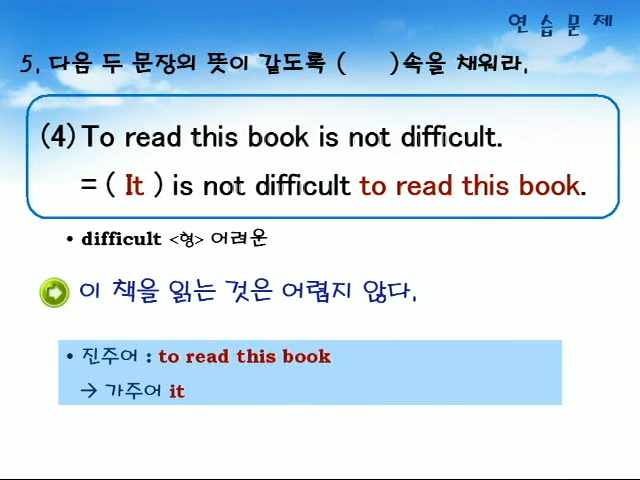 연 습 문 제
5. 다음 두 문장의 뜻이 같도록 ( )속을 채워라.
(4) To read this book is not difficult.
= ( It ) is not difficult to read this book.
• difficult <형> 어려운
이 책을 읽는 것은 어렵지 않다.
• 진주어 : to read this book
→ 가주어 it